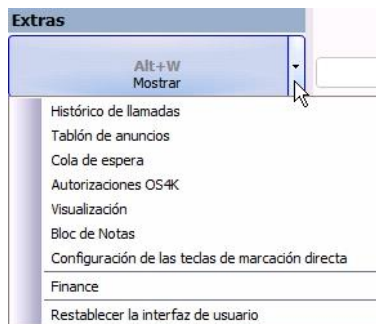 Extras
Alt+W
Mostrar
Histórico de llamadas
Tablón de anuncios
Cola de espera
Autorizaciones OS4K
Visualización
Bloc de Notas
Configuración de las teclas de marcación directa
Finance
Restablecer la interfaz de usuario